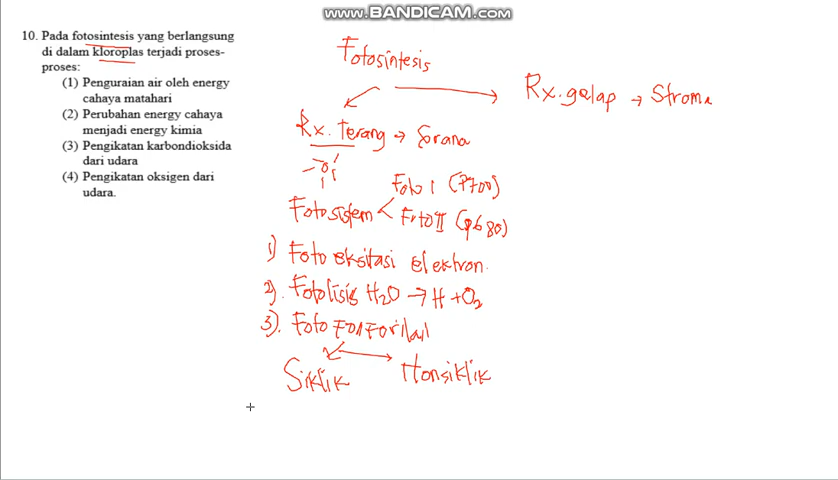 www.BANDICAM.com
10. Pada fotosintesis yang berlangsung
di dalam kloroplas terjadi proses-
proses:
(1) Penguraian air oleh energy
cahaya matahari
(2) Perubahan energy cahaya
menjadi energy kimia
(3) Pengikatan karbondioksida
dari udara
(4) Pengikatan oksigen dari
udara.
Fotosintesis
Rx. gelap → Stroma
Rx. Terang → Grana
Fotosistem < Foto I (P700)
Foto II (P680)
1) Foto eksitasi elektron.
2). Fotolisis H2O → H + O2
3). Foto Fosforilasi
Siklik
Nonsiklik